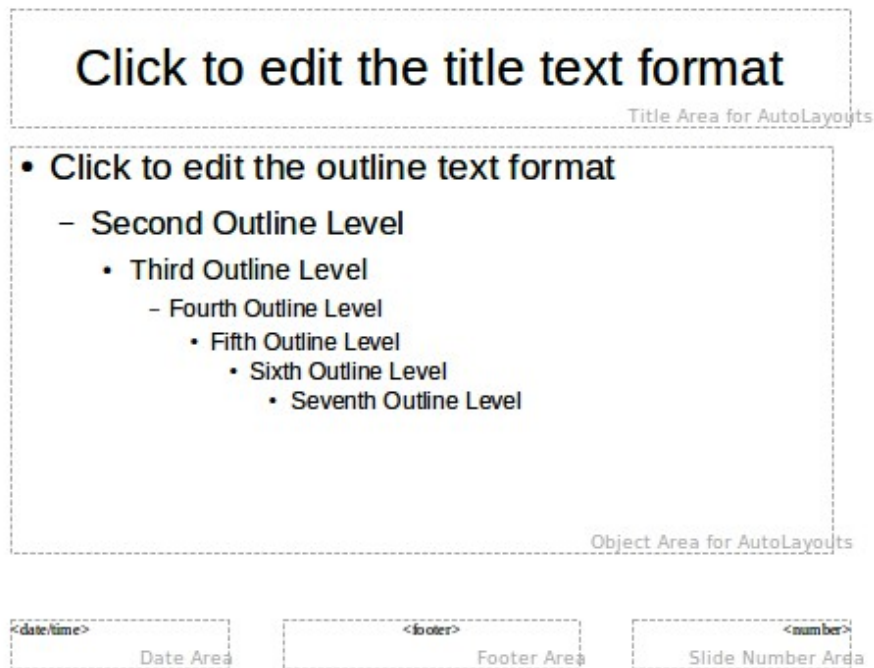 Click to edit the title text format
Title Area for AutoLayouts
• Click to edit the outline text format
– Second Outline Level
• Third Outline Level
– Fourth Outline Level
• Fifth Outline Level
• Sixth Outline Level
• Seventh Outline Level
Object Area for AutoLayouts
<date/time> <footer> <number>
Date Area Footer Area Slide Number Area